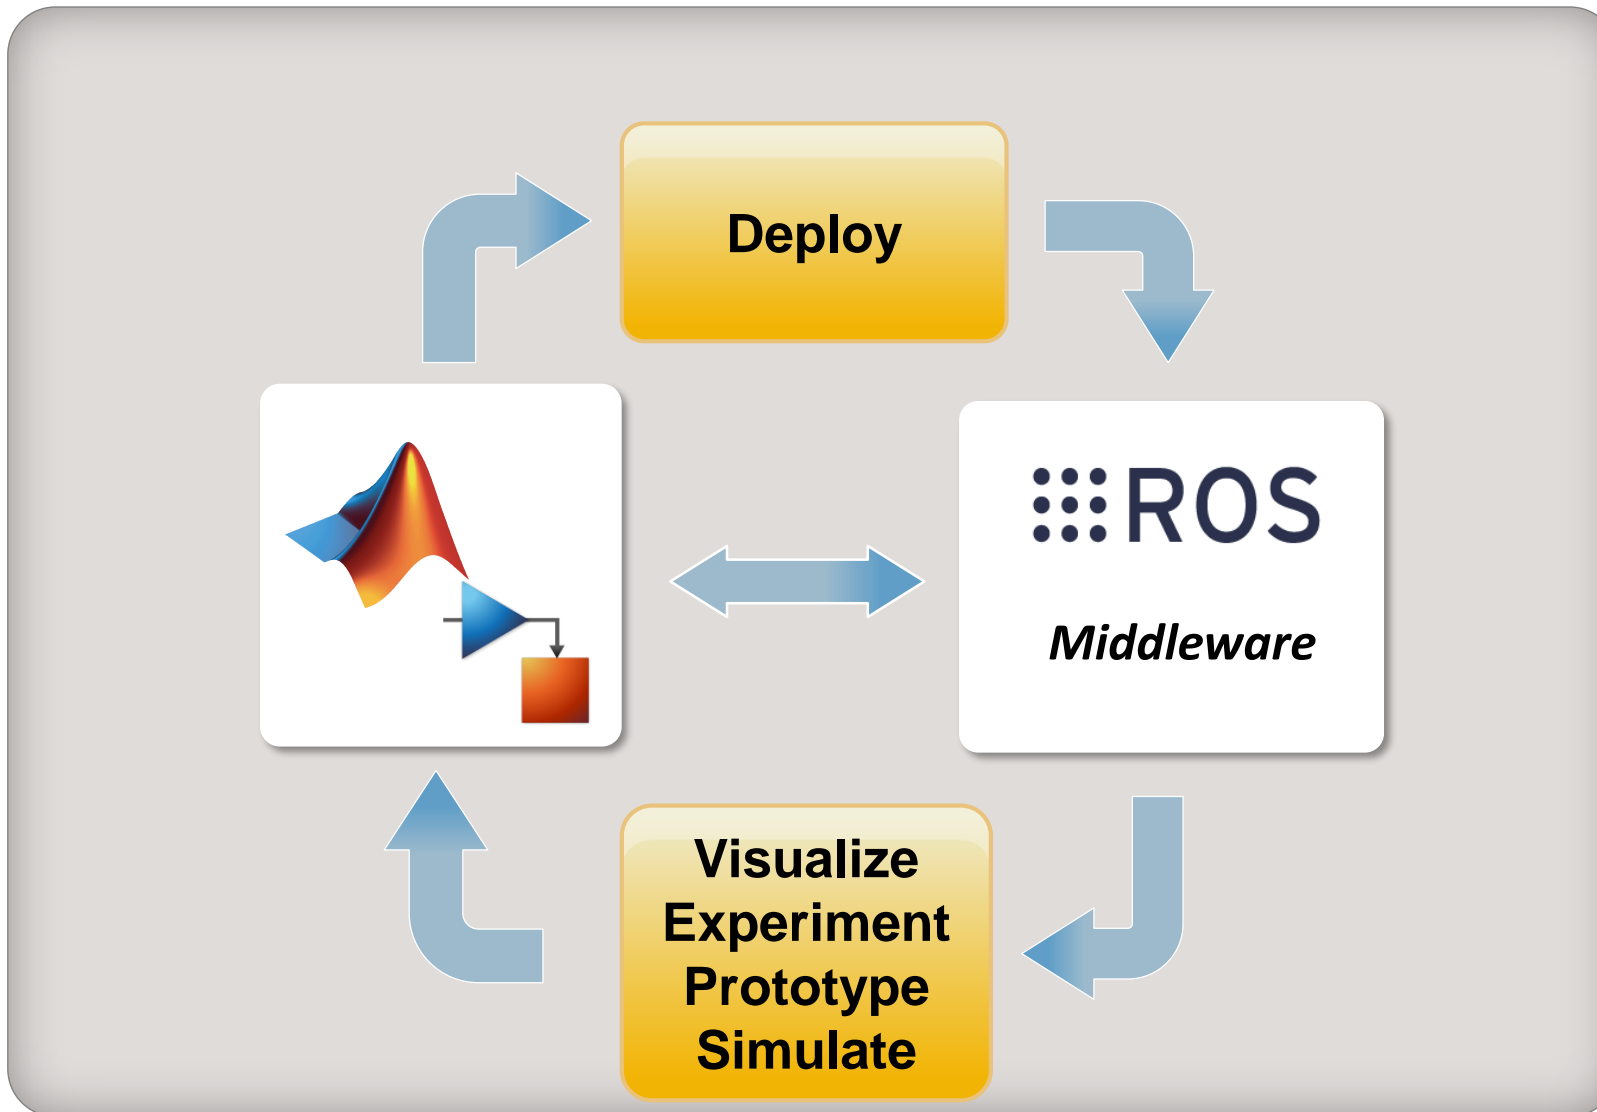 Deploy
ROS
Middleware
Visualize
Experiment
Prototype
Simulate